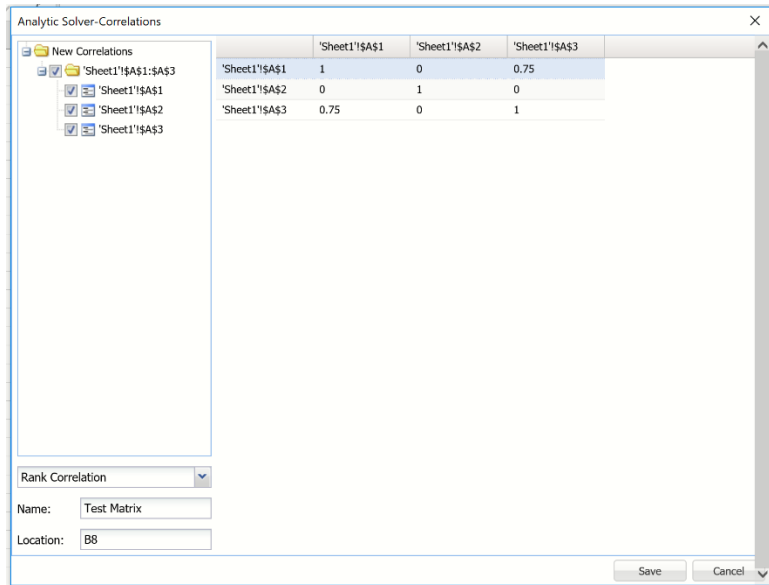 Analytic Solver-Correlations
New Correlations
'Sheet1'!$A$1:$A$3
'Sheet1'!$A$1
'Sheet1'!$A$2
'Sheet1'!$A$3
'Sheet1'!$A$1 'Sheet1'!$A$2 'Sheet1'!$A$3
'Sheet1'!$A$1 1 0 0.75
'Sheet1'!$A$2 0 1 0
'Sheet1'!$A$3 0.75 0 1
Rank Correlation
Name: Test Matrix
Location: B8
Save Cancel